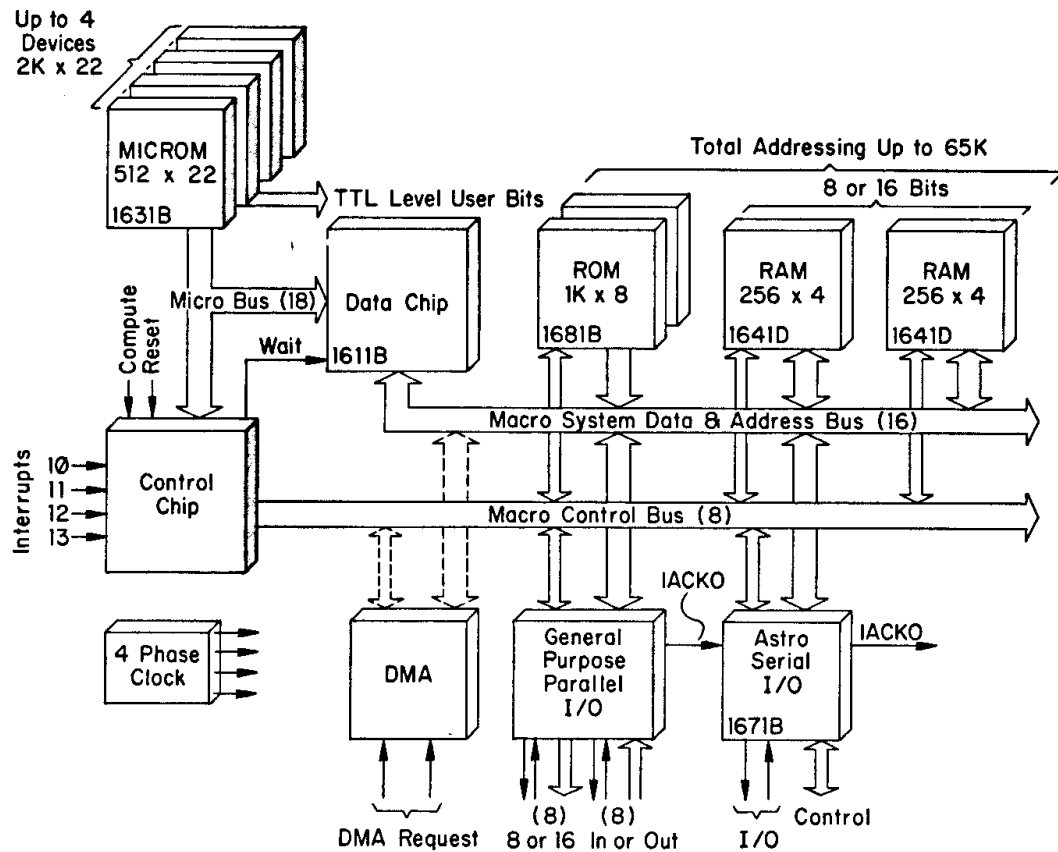 Up to 4
Devices
2K x 22
MICROM
512 x 22
1631B
TTL Level User Bits
Total Addressing Up to 65K
8 or 16 Bits
Data Chip
1611B
ROM
1K x 8
1681B
RAM
256 x 4
1641D
RAM
256 x 4
1641D
Micro Bus (18)
Wait
Compute
Reset
Macro System Data & Address Bus (16)
Interrupts
10
11
12
13
Control
Chip
Macro Control Bus (8)
4 Phase
Clock
DMA
DMA Request
General
Purpose
Parallel
I/O
IACKO
Astro
Serial
I/O
1671B
IACKO
(8) (8)
8 or 16 In or Out
I/O
Control